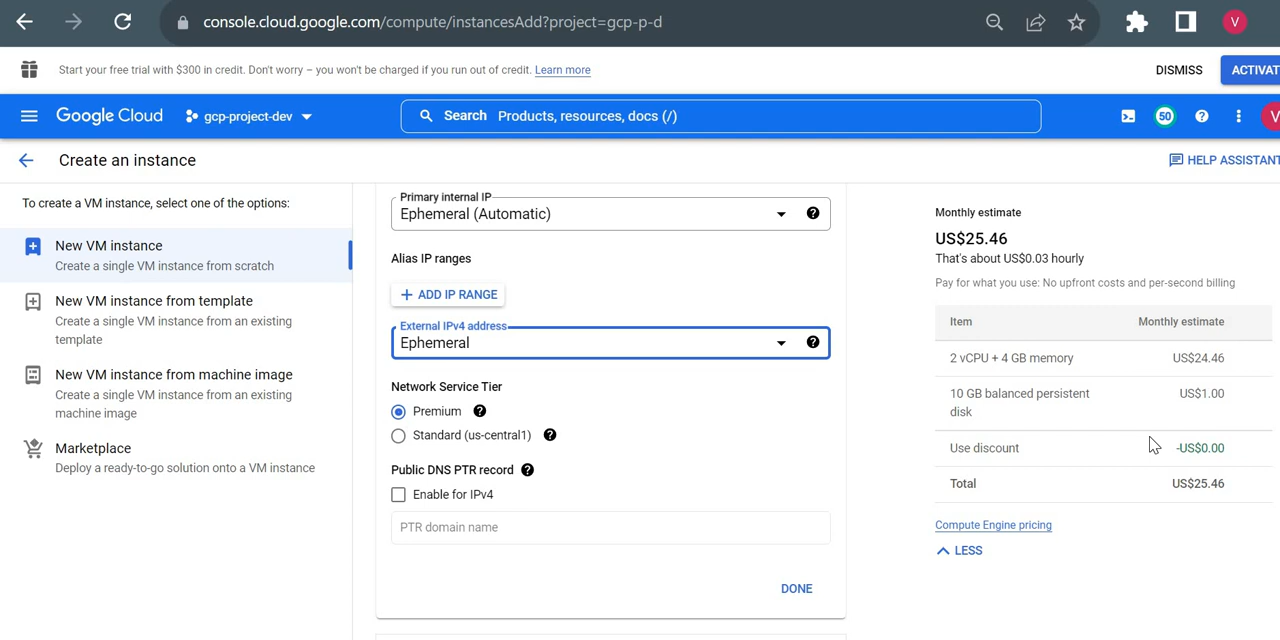 console.cloud.google.com/compute/instancesAdd?project=gcp-p-d
V
Start your free trial with $300 in credit. Don't worry – you won't be charged if you run out of credit. Learn more
DISMISS
ACTIVAT
Google Cloud
gcp-project-dev
Search Products, resources, docs (/)
50
V
Create an instance
HELP ASSISTANT
To create a VM instance, select one of the options:
New VM instance
Create a single VM instance from scratch
New VM instance from template
Create a single VM instance from an existing
template
New VM instance from machine image
Create a single VM instance from an existing
machine image
Marketplace
Deploy a ready-to-go solution onto a VM instance
Primary internal IP
Ephemeral (Automatic)
Alias IP ranges
ADD IP RANGE
External IPv4 address
Ephemeral
Network Service Tier
Premium
Standard (us-central1)
Public DNS PTR record
Enable for IPv4
PTR domain name
DONE
Monthly estimate
US$25.46
That's about US$0.03 hourly
Pay for what you use: No upfront costs and per-second billing
Item Monthly estimate
2 vCPU + 4 GB memory US$24.46
10 GB balanced persistent US$1.00
disk
Use discount -US$0.00
Total US$25.46
Compute Engine pricing
LESS